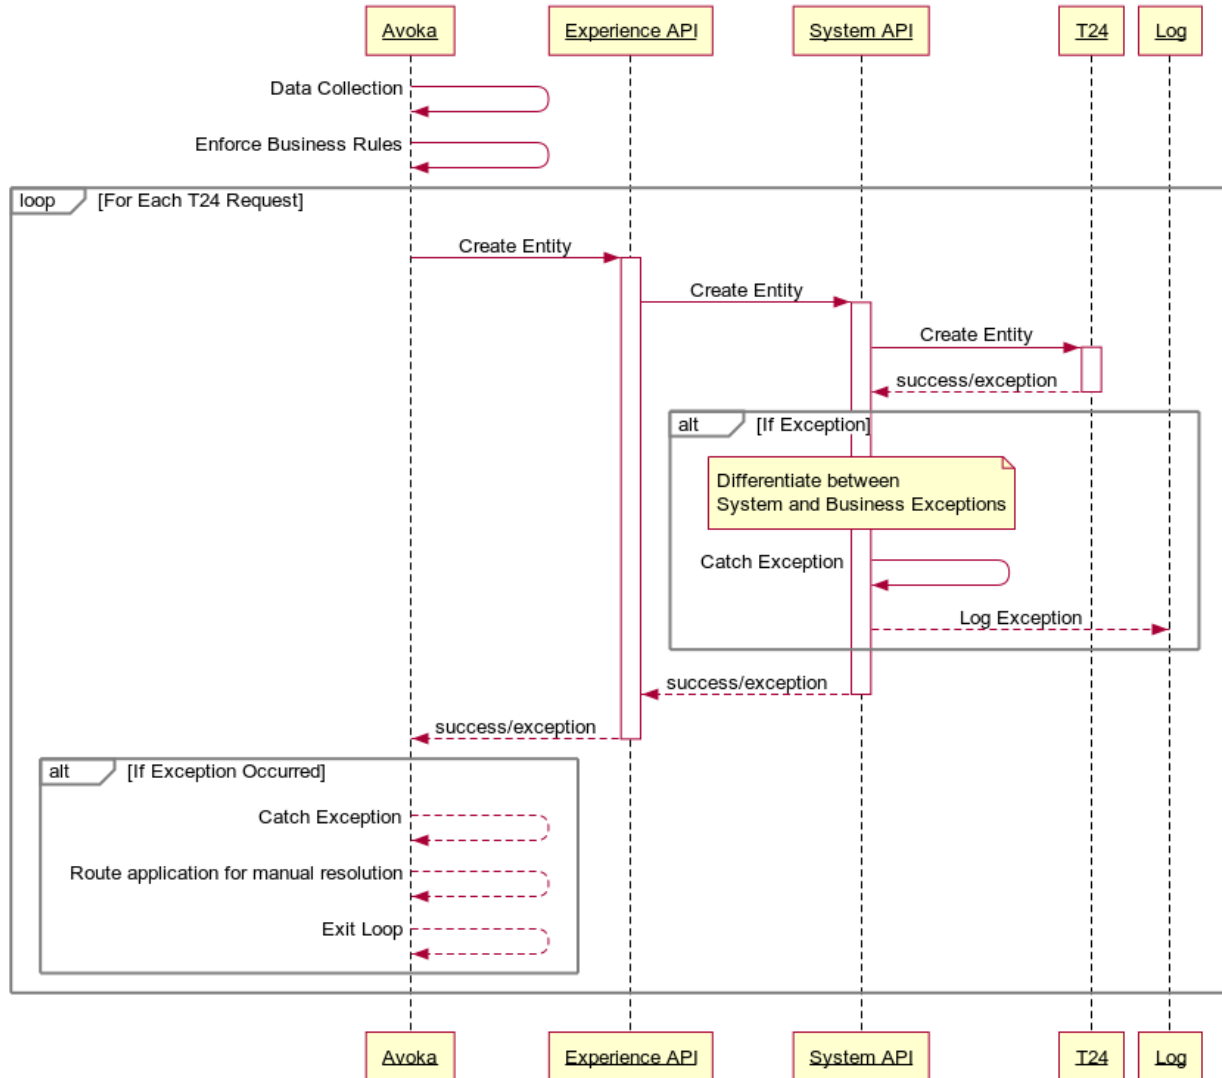 Avoka
Experience API
System API
T24
Log
Data Collection
Enforce Business Rules
loop
[For Each T24 Request]
Create Entity
Create Entity
Create Entity
success/exception
alt
[If Exception]
Differentiate between
System and Business Exceptions
Catch Exception
Log Exception
success/exception
success/exception
alt
[If Exception Occurred]
Catch Exception
Route application for manual resolution
Exit Loop
Avoka
Experience API
System API
T24
Log